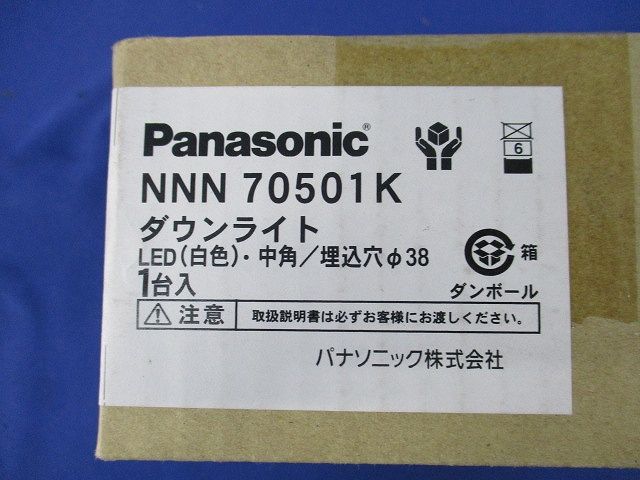 Panasonic®
6
NNN 70501K
ダウンライト
LED(白色)・中角／埋込穴φ38
1台入
箱
ダンボール
注意 取扱説明書は必ずお客様にお渡しください。
パナソニック株式会社